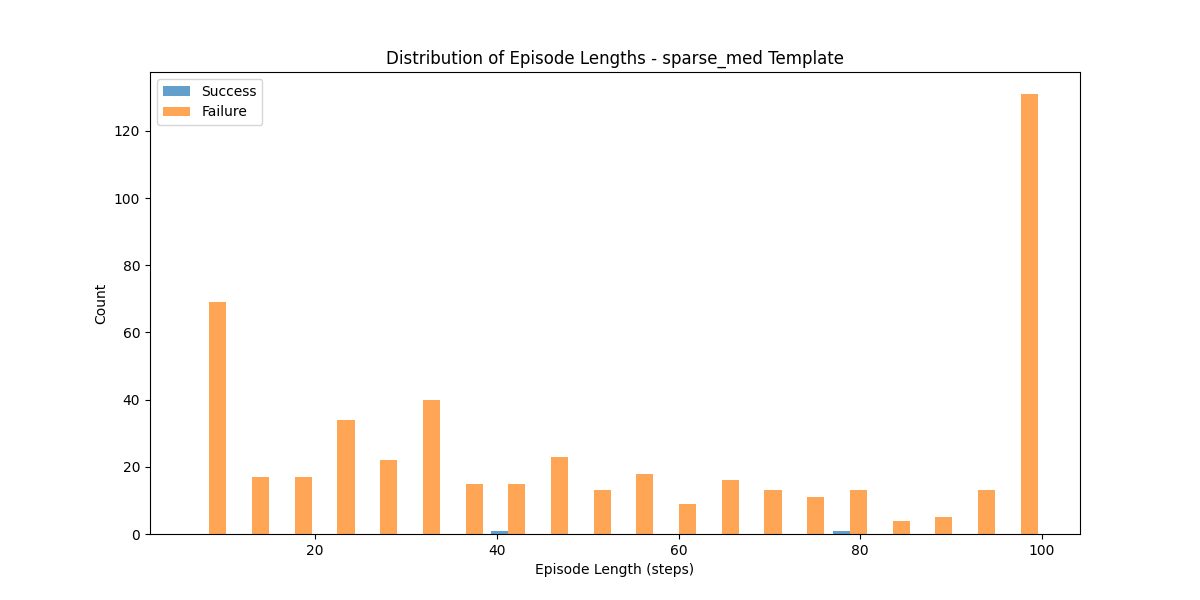 Distribution of Episode Lengths - sparse_med Template
Success
Failure
Count
120
100
80
60
40
20
0
20 40 60 80 100
Episode Length (steps)